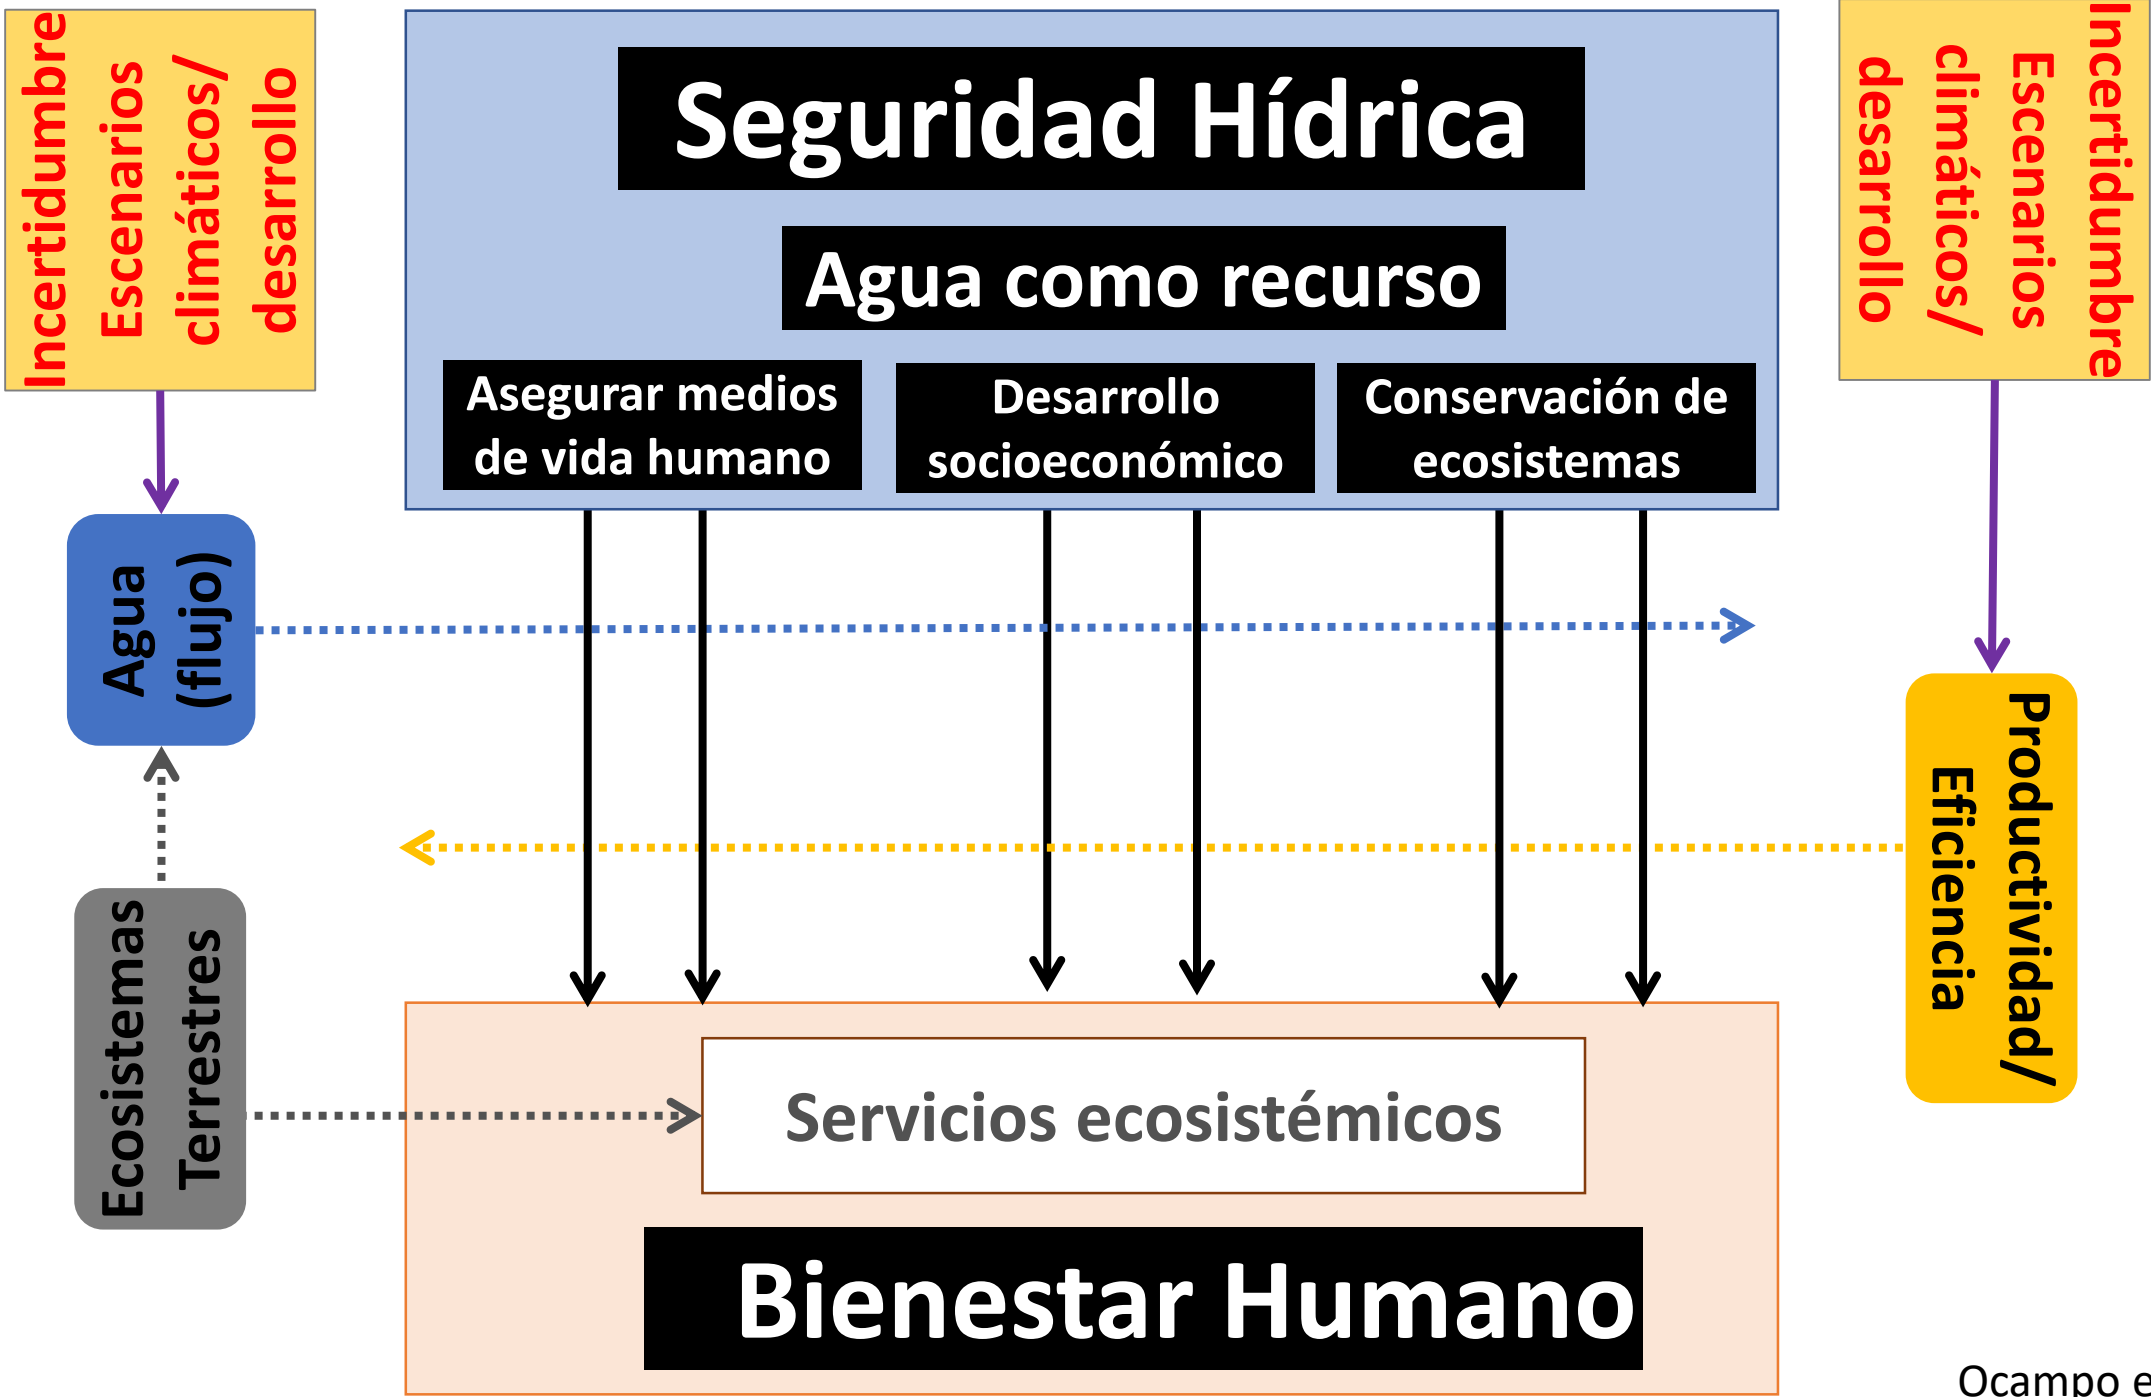 Incertidumbre
Escenarios
climáticos/
desarrollo
Seguridad Hídrica
Agua como recurso
Asegurar medios
de vida humano
Desarrollo
socioeconómico
Conservación de
ecosistemas
Incertidumbre
Escenarios
climáticos/
desarrollo
Agua
(flujo)
Productividad/
Eficiencia
Ecosistemas
Terrestres
Servicios ecosistémicos
Bienestar Humano
Ocampo e